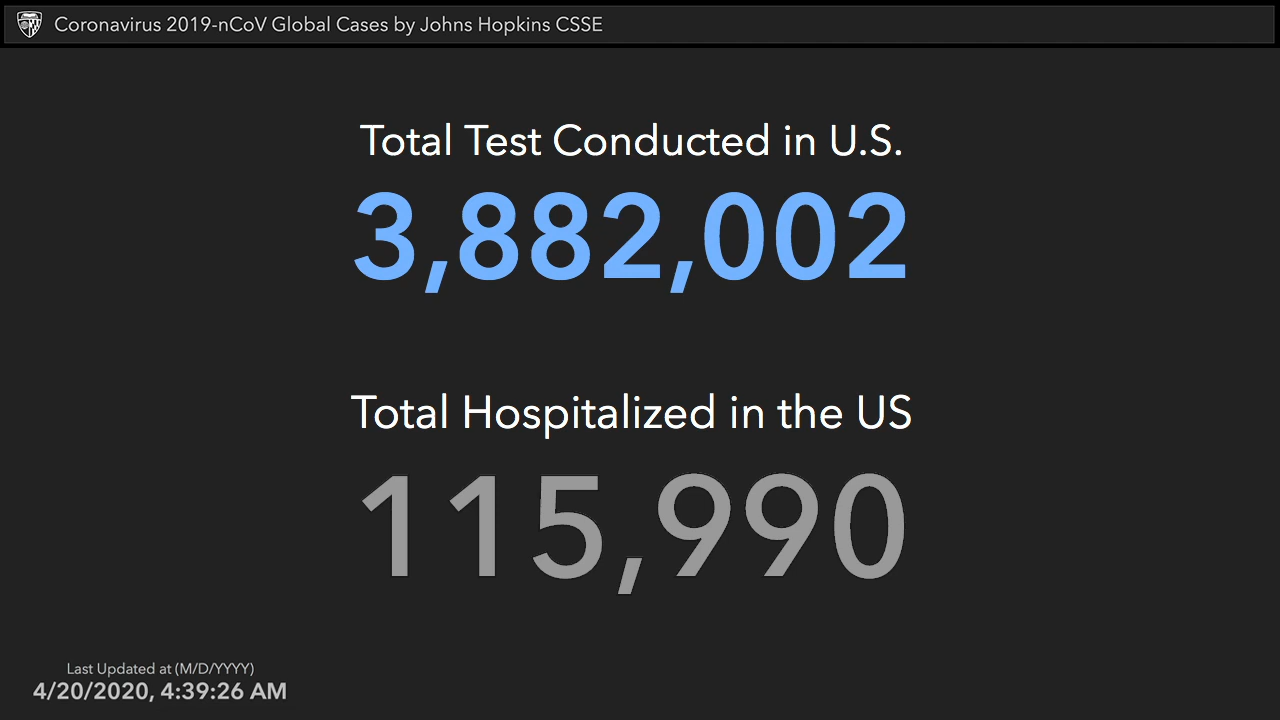 Coronavirus 2019-nCoV Global Cases by Johns Hopkins CSSE
Total Test Conducted in U.S.
3,882,002
Total Hospitalized in the US
115,990
Last Updated at (M/D/YYYY)
4/20/2020, 4:39:26 AM